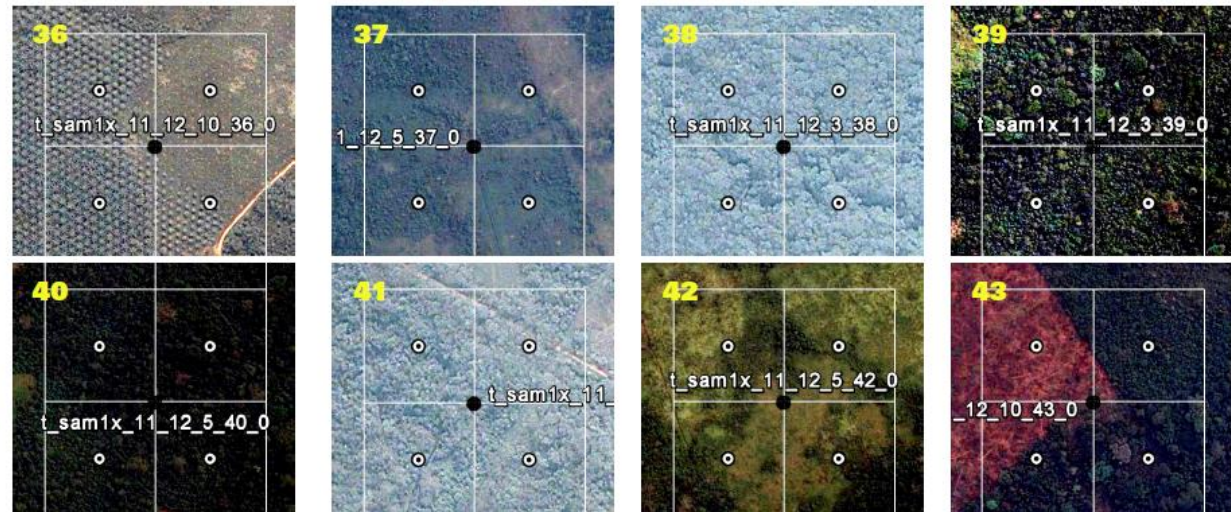 36
t_sam1x_11_12_10_36_0
37
1_12_5_37_0
38
t_sam1x_11_12_3_38_0
39
t_sam1x_11_12_3_39_0
40
t_sam1x_11_12_5_40_0
41
t_sam1x_11_
42
t_sam1x_11_12_5_42_0
43
_12_10_43_0